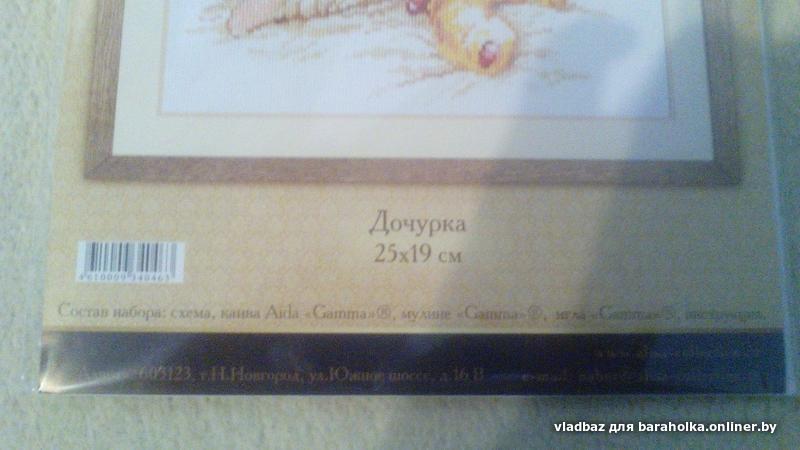 Дочурка
25х19 см
Состав набора: схема, канва Aida «Gamma»®, мулине «Gamma»®, игла «Gamma»®, инструкция.
603123, г.Н.Новгород, ул.Южное шоссе, д.16 В
vladbaz для baraholka.onliner.by